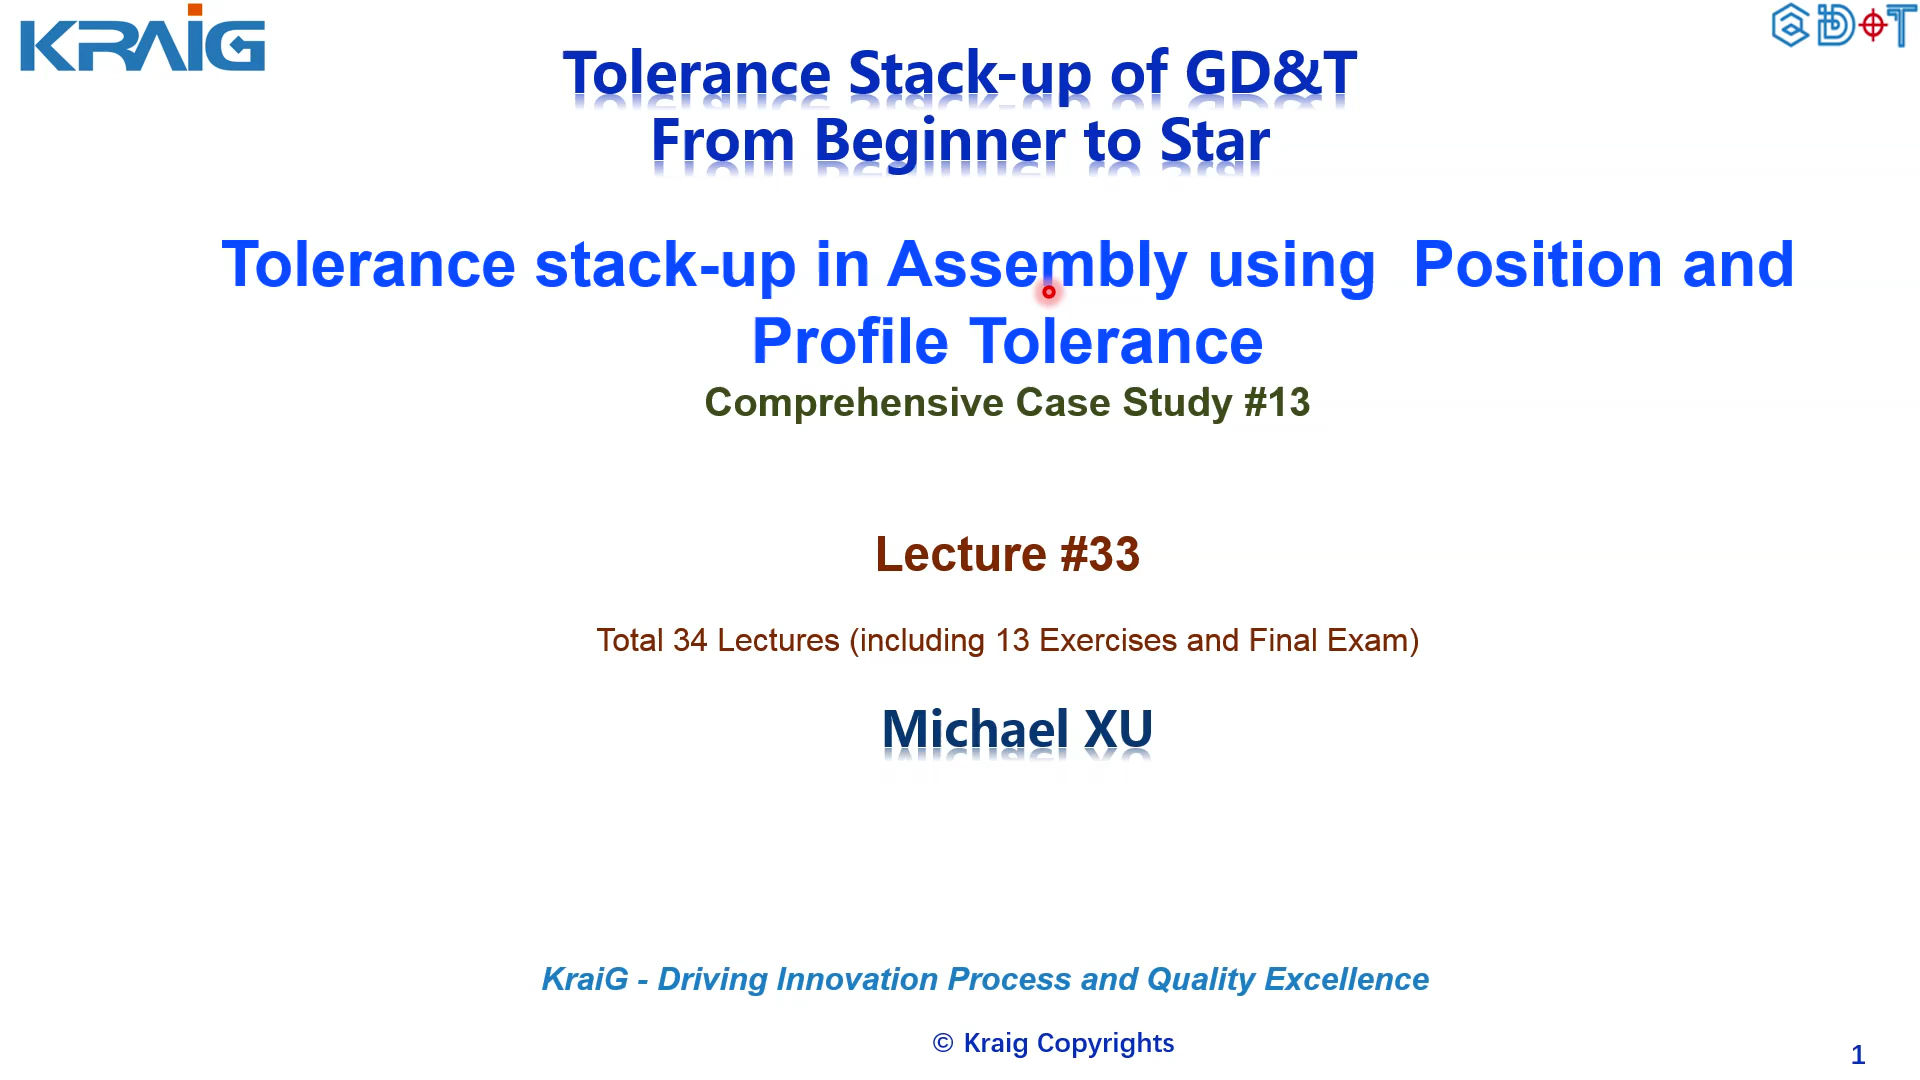 KRAIG
GD&T
Tolerance Stack-up of GD&T
From Beginner to Star
Tolerance stack-up in Assembly using Position and
Profile Tolerance
Comprehensive Case Study #13
Lecture #33
Total 34 Lectures (including 13 Exercises and Final Exam)
Michael XU
KraiG - Driving Innovation Process and Quality Excellence
© Kraig Copyrights
1